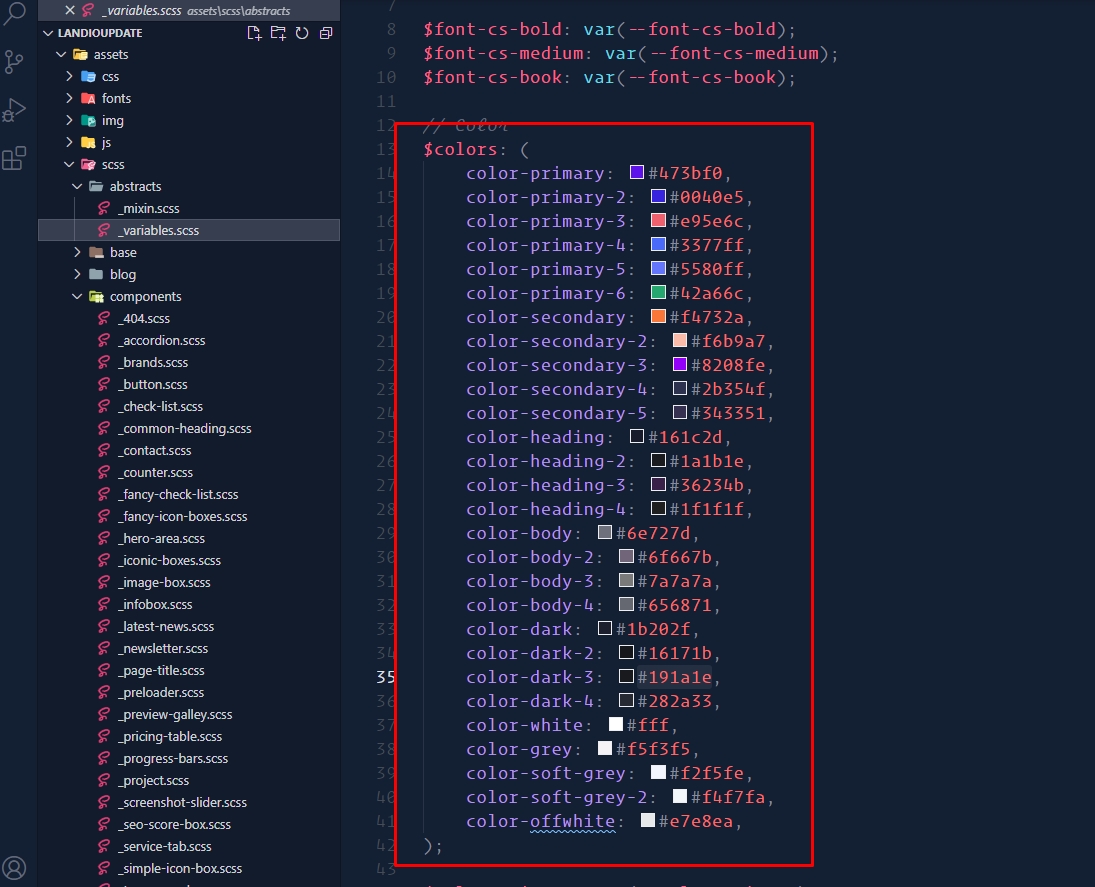 _variables.scss assets\scss\abstracts
LANDIOUPDATE
assets
css
fonts
img
js
scss
abstracts
_mixin.scss
_variables.scss
base
blog
components
_404.scss
_accordion.scss
_brands.scss
_button.scss
_check-list.scss
_common-heading.scss
_contact.scss
_counter.scss
_fancy-check-list.scss
_fancy-icon-boxes.scss
_hero-area.scss
_iconic-boxes.scss
_image-box.scss
_infobox.scss
_latest-news.scss
_newsletter.scss
_page-title.scss
_preloader.scss
_preview-galley.scss
_pricing-table.scss
_progress-bars.scss
_project.scss
_screenshot-slider.scss
_seo-score-box.scss
_service-tab.scss
_simple-icon-box.scss
7
8 $font-cs-bold: var(--font-cs-bold);
9 $font-cs-medium: var(--font-cs-medium);
10 $font-cs-book: var(--font-cs-book);
11
12 // Color
13 $colors: (
14 color-primary: #473bf0,
15 color-primary-2: #0040e5,
16 color-primary-3: #e95e6c,
17 color-primary-4: #3377ff,
18 color-primary-5: #5580ff,
19 color-primary-6: #42a66c,
20 color-secondary: #f4732a,
21 color-secondary-2: #f6b9a7,
22 color-secondary-3: #8208fe,
23 color-secondary-4: #2b354f,
24 color-secondary-5: #343351,
25 color-heading: #161c2d,
26 color-heading-2: #1a1b1e,
27 color-heading-3: #36234b,
28 color-heading-4: #1f1f1f,
29 color-body: #6e727d,
30 color-body-2: #6f667b,
31 color-body-3: #7a7a7a,
32 color-body-4: #656871,
33 color-dark: #1b202f,
34 color-dark-2: #16171b,
35 color-dark-3: #191a1e,
36 color-dark-4: #282a33,
37 color-white: #fff,
38 color-grey: #f5f3f5,
39 color-soft-grey: #f2f5fe,
40 color-soft-grey-2: #f4f7fa,
41 color-offwhite: #e7e8ea,
42 );
43